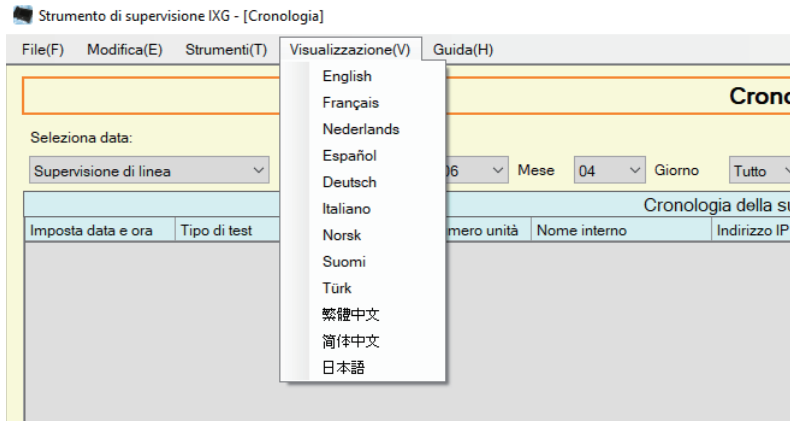 Strumento di supervisione IXG - [Cronologia]
File(F) Modifica(E) Strumenti(T) Visualizzazione(V) Guida(H)
English
Français
Nederlands
Español
Deutsch
Italiano
Norsk
Suomi
Türk
繁體中文
简体中文
日本語
Seleziona data:
Supervisione di linea Mese 04 Giorno Tutto
Cronologia della
Imposta data e ora Tipo di test unità Nome interno Indirizzo IP